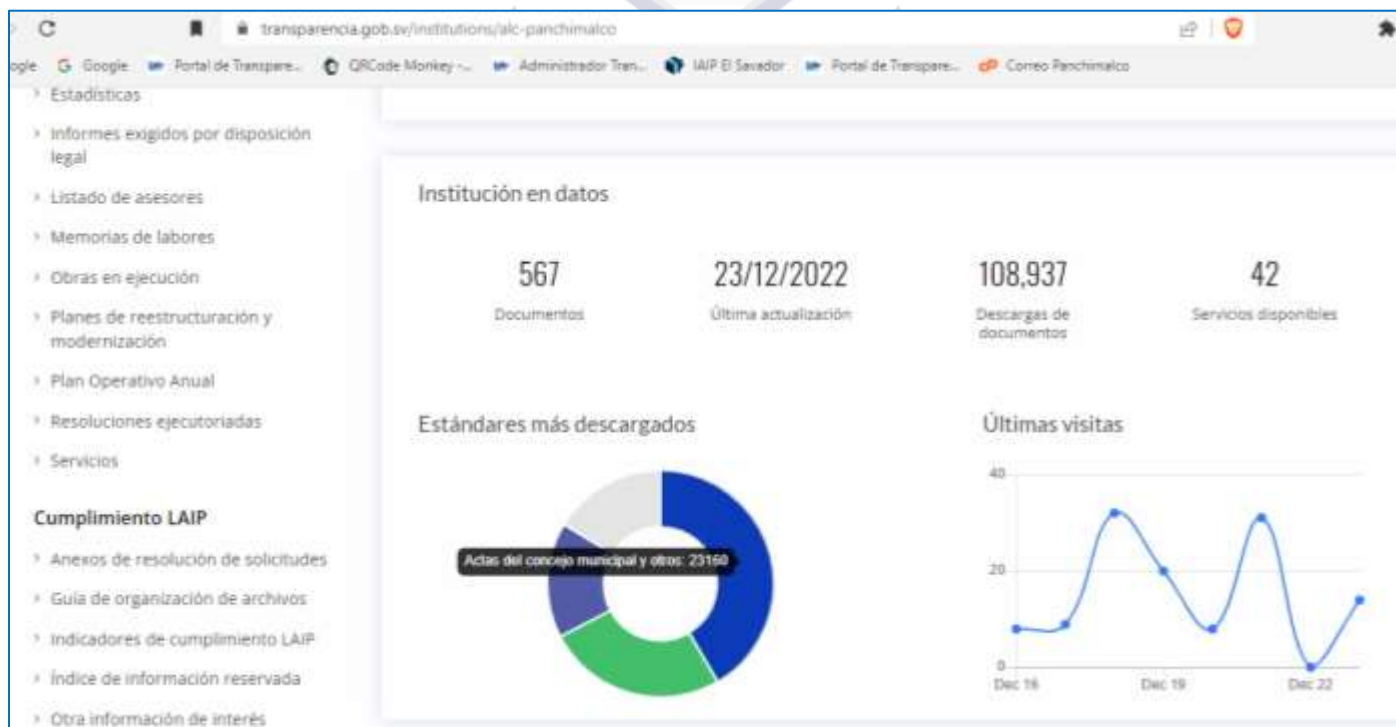 transparencia.gob.sv/institutions/alc-panchimalco
ogle Google Portal de Transpare... QRCode Monkey -... Administrador Tran... IAIP El Savador Portal de Transpare... Correo Panchimalco
Estadísticas
Informes exigidos por disposición
legal
Listado de asesores
Memorias de labores
Obras en ejecución
Planes de reestructuración y
modernización
Plan Operativo Anual
Resoluciones ejecutoriadas
Servicios
Cumplimiento LAIP
Anexos de resolución de solicitudes
Guía de organización de archivos
Indicadores de cumplimiento LAIP
Índice de información reservada
Otra información de interés
Institución en datos
567
Documentos
23/12/2022
Última actualización
108,937
Descargas de
documentos
42
Servicios disponibles
Estándares más descargados
Actas del concejo municipal y otros: 23160
Últimas visitas
40
20
0
Dec 16 Dec 19 Dec 22